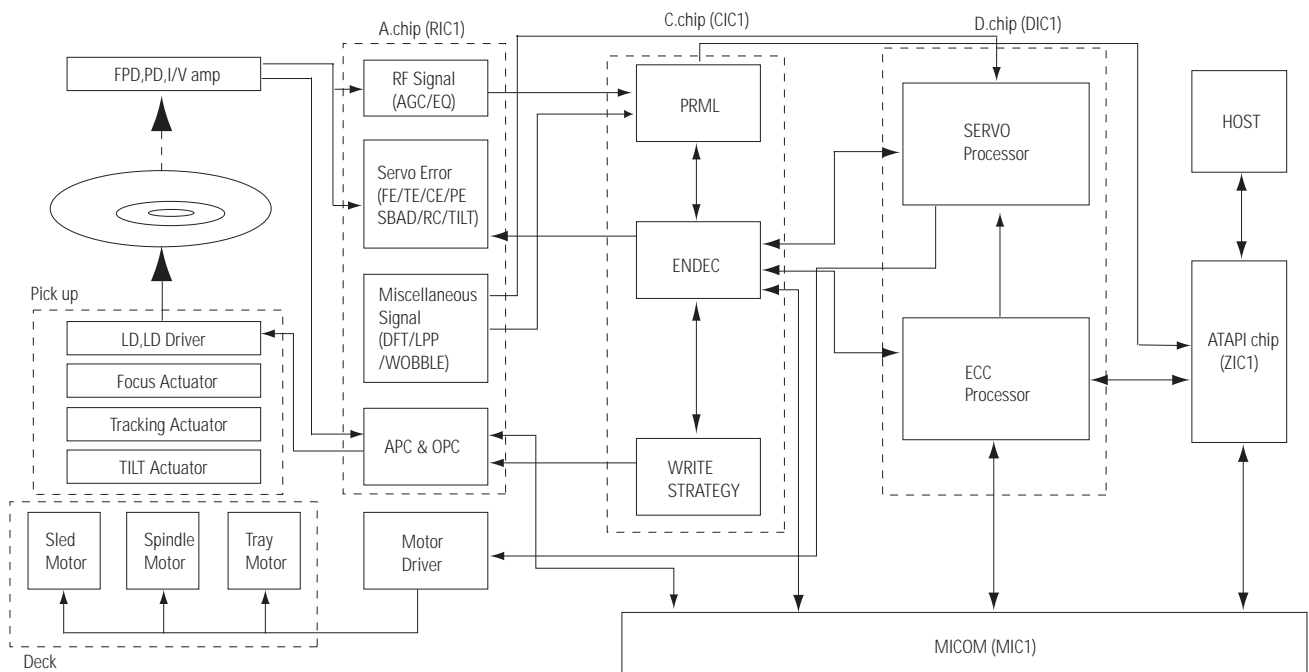 A.chip (RIC1)
C.chip (CIC1)
D.chip (DIC1)
FPD,PD,I/V amp
RF Signal
(AGC/EQ)
PRML
SERVO
Processor
HOST
Servo Error
(FE/TE/CE/PE
SBAD/RC/TILT)
ENDEC
Miscellaneous
Signal
(DFT/LPP
/WOBBLE)
Pick up
LD,LD Driver
Focus Actuator
Tracking Actuator
TILT Actuator
ECC
Processor
ATAPI chip
(ZIC1)
APC & OPC
WRITE
STRATEGY
Sled
Motor
Spindle
Motor
Tray
Motor
Motor
Driver
Deck
MICOM (MIC1)